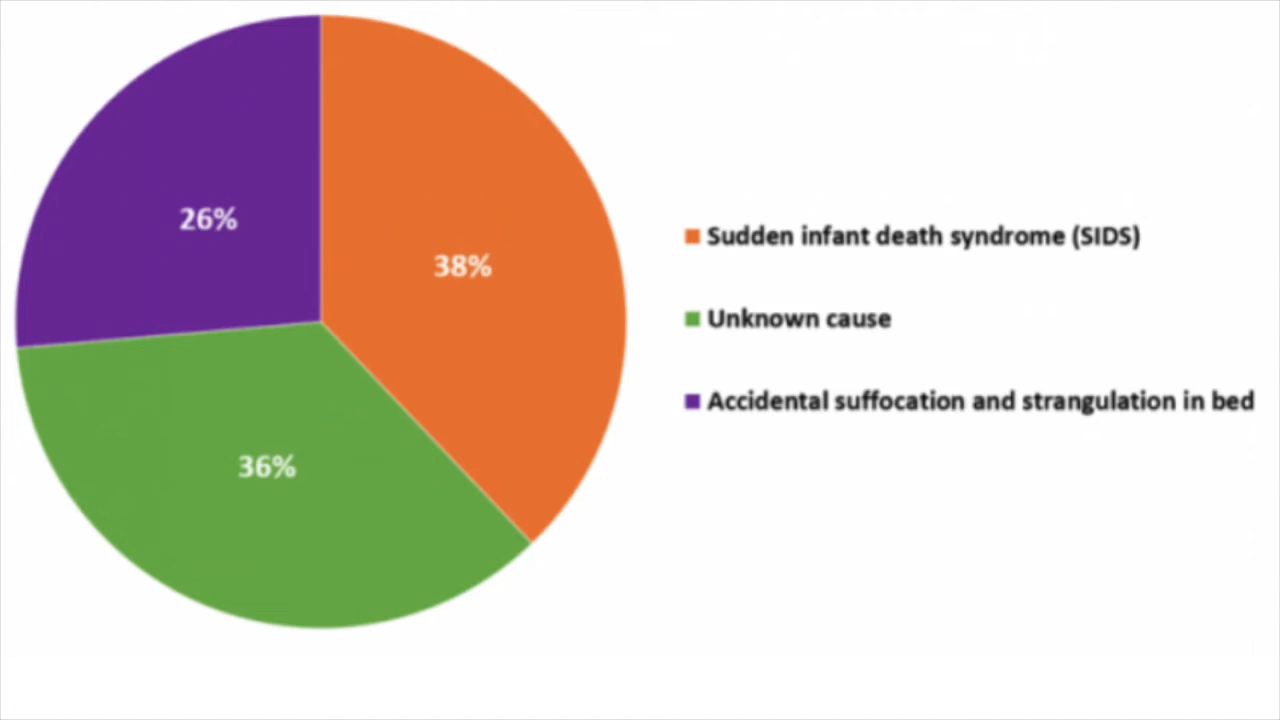 26%
38%
36%
Sudden infant death syndrome (SIDS)
Unknown cause
Accidental suffocation and strangulation in bed